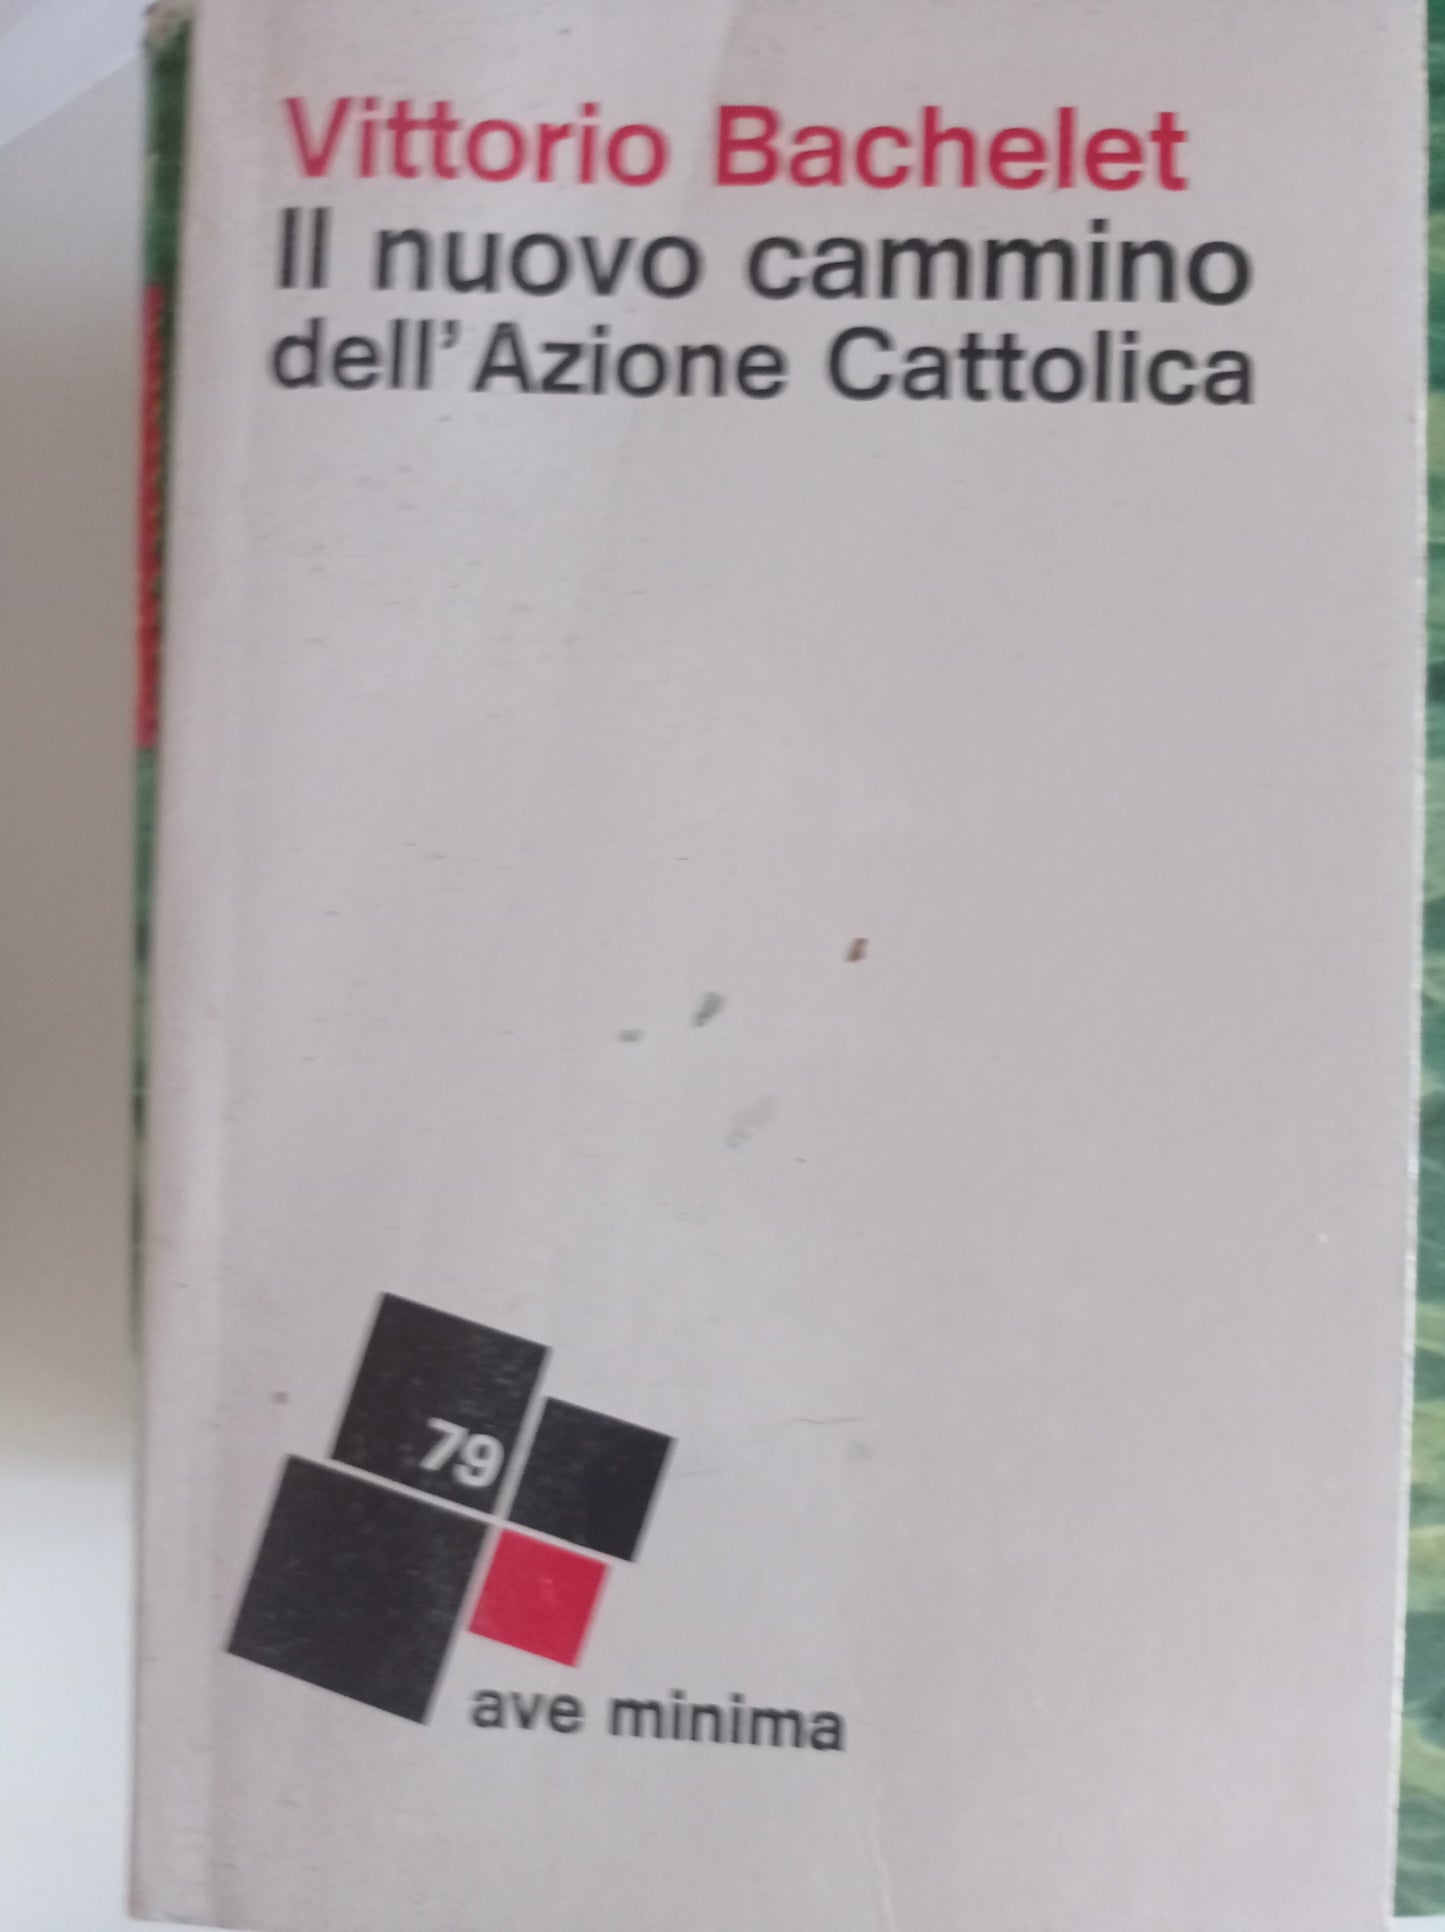 Vittorio Bachelet
Il nuovo cammino
dell'Azione Cattolica
79
ave minima